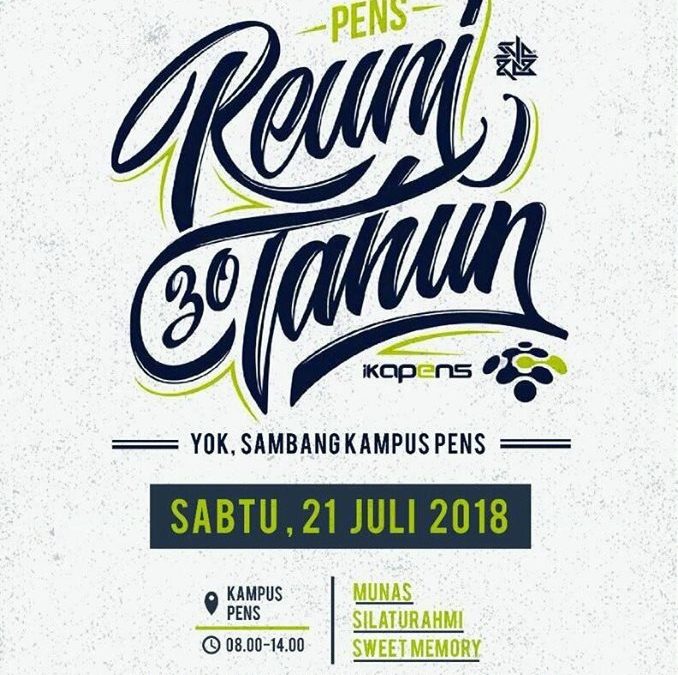 PENS
Reuni
30 Tahun
ikapens
YOK, SAMBANG KAMPUS PENS
SABTU, 21 JULI 2018
KAMPUS
PENS
08.00-14.00
MUNAS
SILATURAHMI
SWEET MEMORY